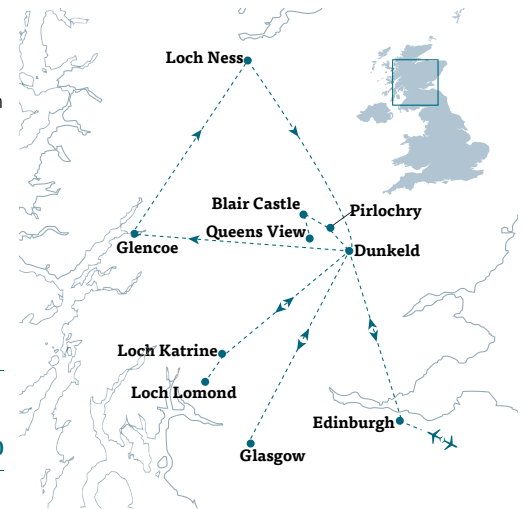 Loch Ness
Blair Castle
Pirlochry
Queens View
Glencoe
Dunkeld
Loch Katrine
Loch Lomond
Edinburgh
Glasgow